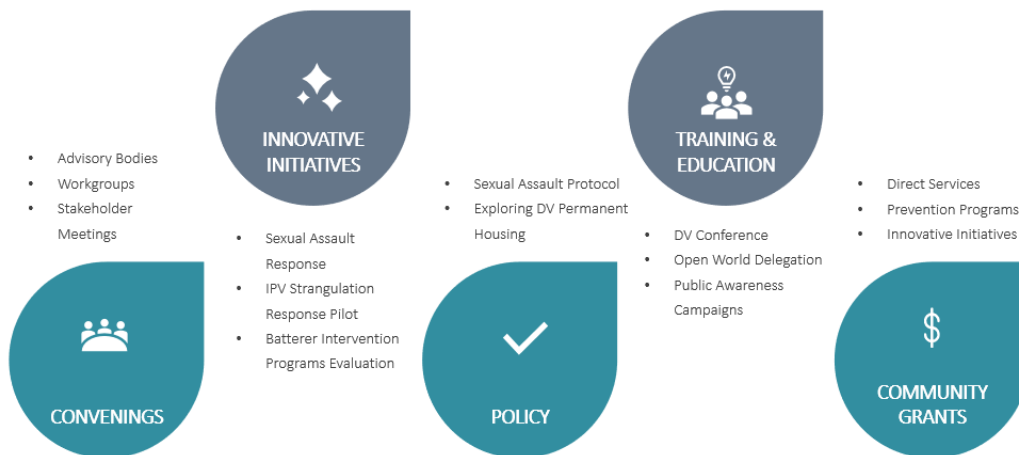 • Advisory Bodies
• Workgroups
• Stakeholder
Meetings
CONVENINGS
INNOVATIVE
INITIATIVES
• Sexual Assault
Response
• IPV Strangulation
Response Pilot
• Batterer Intervention
Programs Evaluation
• Sexual Assault Protocol
• Exploring DV Permanent
Housing
POLICY
TRAINING &
EDUCATION
• DV Conference
• Open World Delegation
• Public Awareness
Campaigns
• Direct Services
• Prevention Programs
• Innovative Initiatives
$
COMMUNITY
GRANTS